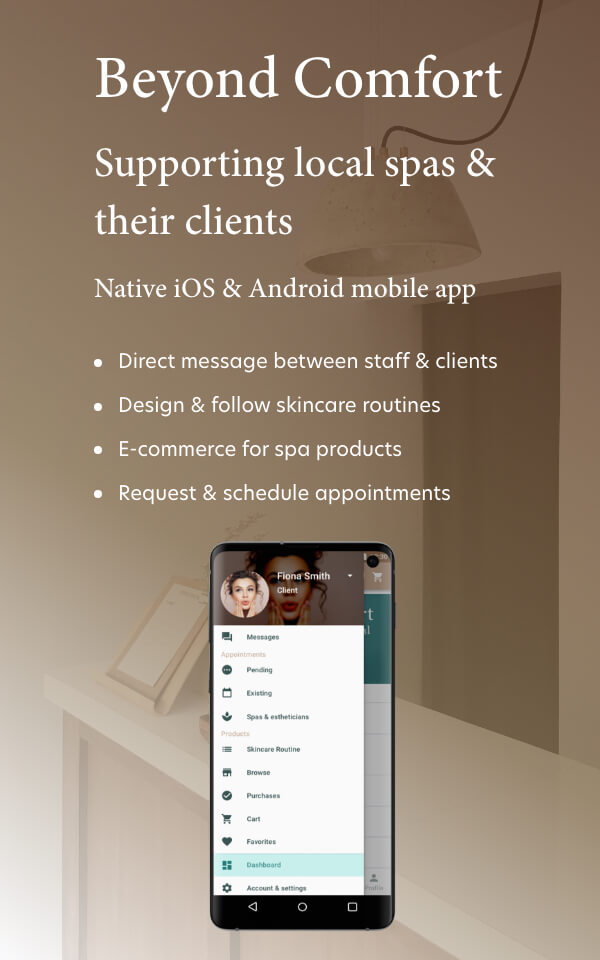 Beyond Comfort
Supporting local spas &
their clients
Native iOS & Android mobile app
Direct message between staff & clients
Design & follow skincare routines
E-commerce for spa products
Request & schedule appointments
Fiona Smith
Client
Messages
Appointments
Pending
Existing
Spas & estheticians
Products
Skincare Routine
Browse
Purchases
Cart
Favorites
Dashboard
Account & settings
Profile